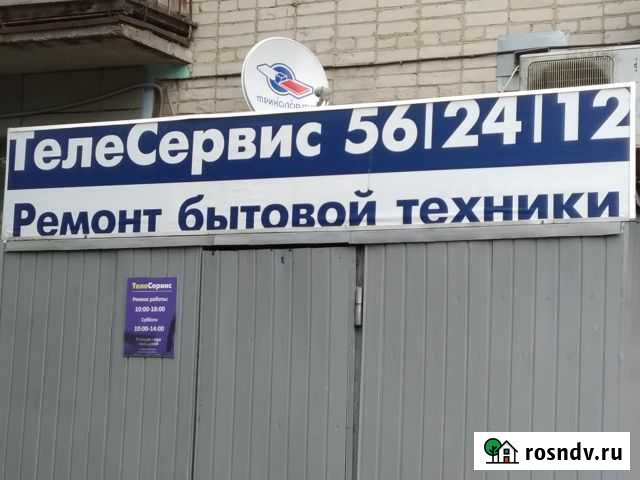 ТРИКОЛОР
ТелеСервис 56|24|12
Ремонт бытовой техники
ТелеСервис
Режим работы:
10:00-18:00
Суббота
10:00-14:00
rosndv.ru